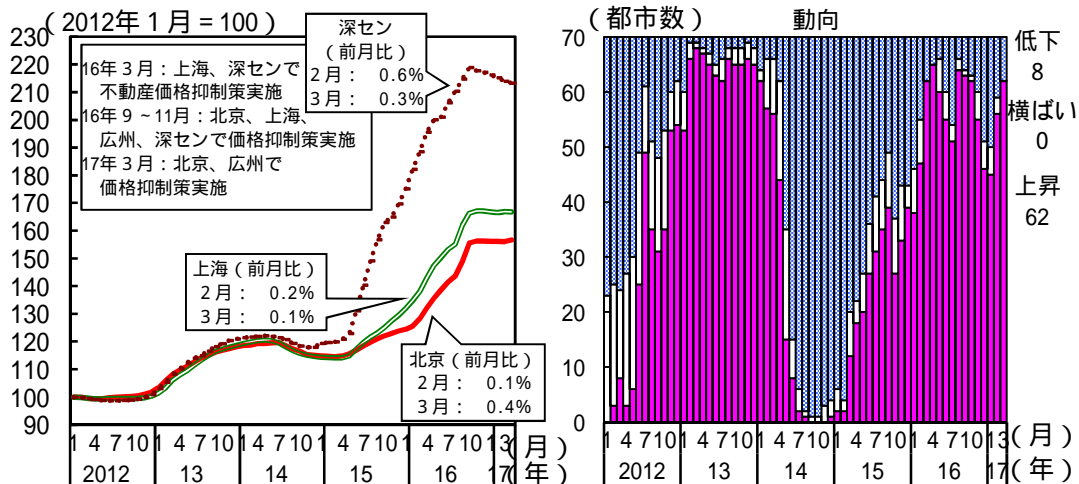 （2012年１月＝100）
230
220
210
200
190
180
170
160
150
140
130
120
110
100
90
16年３月：上海、深センで
不動産価格抑制策実施
16年９～11月：北京、上海、
広州、深センで価格抑制策実施
17年３月：北京、広州で
価格抑制策実施
深セン
（前月比）
２月： 0.6%
３月： 0.3%
上海（前月比）
２月： 0.2%
３月： 0.1%
北京（前月比）
２月： 0.1%
３月： 0.4%
1 4 7 10 1 4 7 10 1 4 7 10 1 4 7 10 1 4 7 10 1 3（月）
2012 13 14 15 16 17（年）
（都市数） 動向
70
60
50
40
30
20
10
0
低下
8
横ばい
0
上昇
62
1 4 7 10 1 4 7 10 1 4 7 10 1 4 7 10 1 4 7 10 1 3（月）
2012 13 14 15 16 17（年）